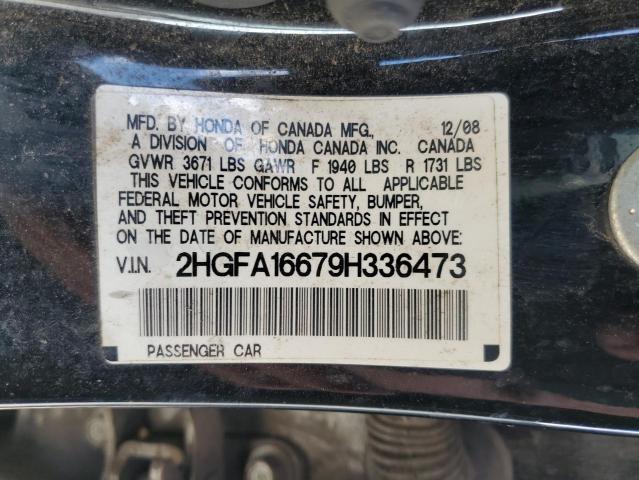 MFD. BY HONDA OF CANADA MFG., 12/08
A DIVISION OF HONDA CANADA INC. CANADA
GVWR 3671 LBS GAWR F 1940 LBS R 1731 LBS
THIS VEHICLE CONFORMS TO ALL APPLICABLE
FEDERAL MOTOR VEHICLE SAFETY, BUMPER,
AND THEFT PREVENTION STANDARDS IN EFFECT
ON THE DATE OF MANUFACTURE SHOWN ABOVE:
V.I.N. 2HGFA16679H336473
PASSENGER CAR